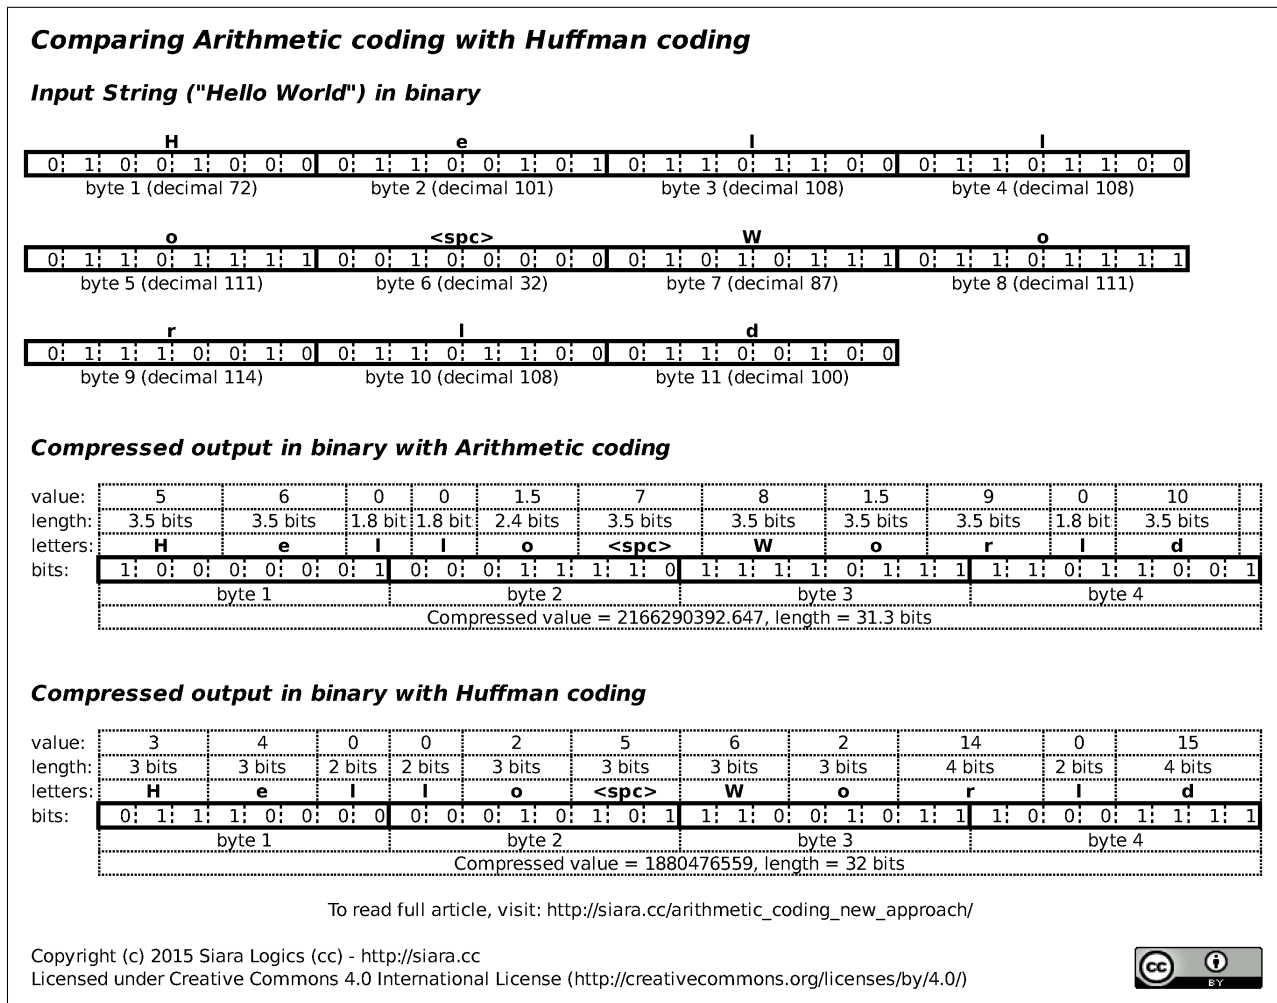 Comparing Arithmetic coding with Huffman coding
Input String ("Hello World") in binary
H e l l
0 1 0 0 1 0 0 0 0 1 1 0 0 1 0 1 0 1 1 0 1 1 0 0 0 1 1 0 1 1 0 0
byte 1 (decimal 72) byte 2 (decimal 101) byte 3 (decimal 108) byte 4 (decimal 108)
o <spc> W o
0 1 1 0 1 1 1 1 0 0 1 0 0 0 0 0 0 1 0 1 0 1 1 1 0 1 1 0 1 1 1 1
byte 5 (decimal 111) byte 6 (decimal 32) byte 7 (decimal 87) byte 8 (decimal 111)
r l d
0 1 1 1 0 0 1 0 0 1 1 0 1 1 0 0 0 1 1 0 0 1 0 0
byte 9 (decimal 114) byte 10 (decimal 108) byte 11 (decimal 100)
Compressed output in binary with Arithmetic coding
value: 5 6 0 0 1.5 7 8 1.5 9 0 10
length: 3.5 bits 3.5 bits 1.8 bit 1.8 bit 2.4 bits 3.5 bits 3.5 bits 3.5 bits 3.5 bits 1.8 bit 3.5 bits
letters: H e l l o <spc> W o r l d
bits: 1 0 0 0 0 0 0 1 0 0 0 1 1 1 1 0 1 1 1 1 0 1 1 1 1 1 0 1 1 0 0 1
byte 1 byte 2 byte 3 byte 4
Compressed value = 2166290392.647, length = 31.3 bits
Compressed output in binary with Huffman coding
value: 3 4 0 0 2 5 6 2 14 0 15
length: 3 bits 3 bits 2 bits 2 bits 3 bits 3 bits 3 bits 3 bits 4 bits 2 bits 4 bits
letters: H e l l o <spc> W o r l d
bits: 0 1 1 1 0 0 0 0 0 0 0 1 0 1 0 1 1 1 0 0 1 0 1 1 1 0 0 0 1 1 1 1
byte 1 byte 2 byte 3 byte 4
Compressed value = 1880476559, length = 32 bits
To read full article, visit: http://siara.cc/arithmetic_coding_new_approach/
Copyright (c) 2015 Siara Logics (cc) - http://siara.cc
Licensed under Creative Commons 4.0 International License (http://creativecommons.org/licenses/by/4.0/)
cc BY